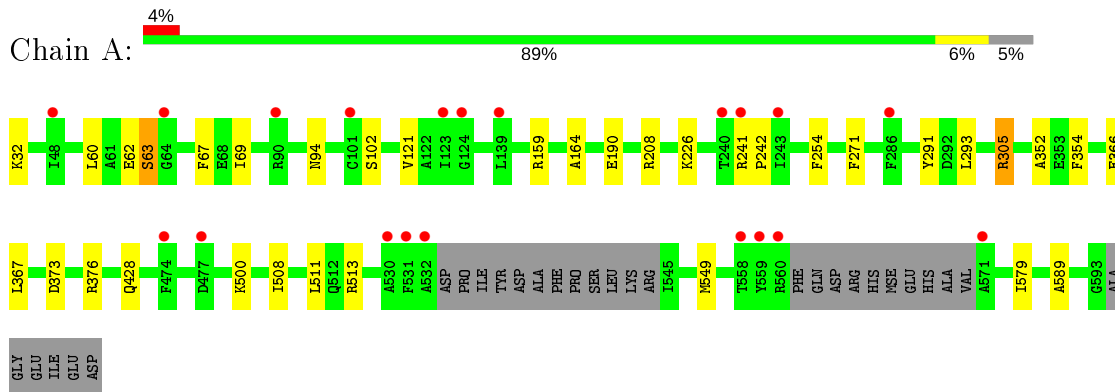 4%
Chain A:
89% 6% 5%
K32 I48 L60 A61 E62 S63 G64 F67 E68 I69 R90 N94 C101 S102 V121 A122 I123 G124 L139 R159 A164 E190 R208 K226 T240 R241 P242 I243 F254 F271 F286 Y291 D292 L293 R305 A352 E353 F354
L367 D373 R376 Q428 F474 D477 K500 I508 L511 Q512 R513 A530 F531 A532 ASP PRO ILE TYR ASP ALA PHE PRO SER LEU LYS ARG I545 M549 T558 Y559 R560 PHE GLN ASP ARG HIS MSE GLU HIS ALA VAL A571 I579 A589 G593 ALA
GLY GLU ILE GLU ASP